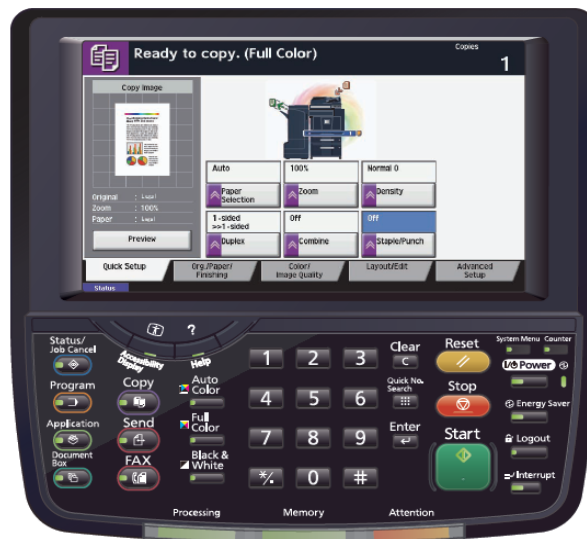 Ready to copy. (Full Color)
Copies
1
Copy Image
Original : Legal
Zoom : 100%
Paper : Legal
Preview
Auto
100%
Normal 0
Paper
Selection
Zoom
Density
1-sided
>>1-sided
Off
Off
Duplex
Combine
Staple/Punch
Quick Setup
Org./Paper/
Finishing
Color/
Image Quality
Layout/Edit
Advanced
Setup
Status
Status/
Job Cancel
Accessibility
Display
?
Help
Clear
C
Reset
System Menu
Counter
Power
Program
Copy
Auto
Color
1
2
3
Quick No.
Search
Stop
Energy Saver
Application
Send
Full
Color
4
5
6
Enter
Start
Logout
Document
Box
FAX
Black &
White
7
8
9
Interrupt
*/.
0
#
Processing
Memory
Attention